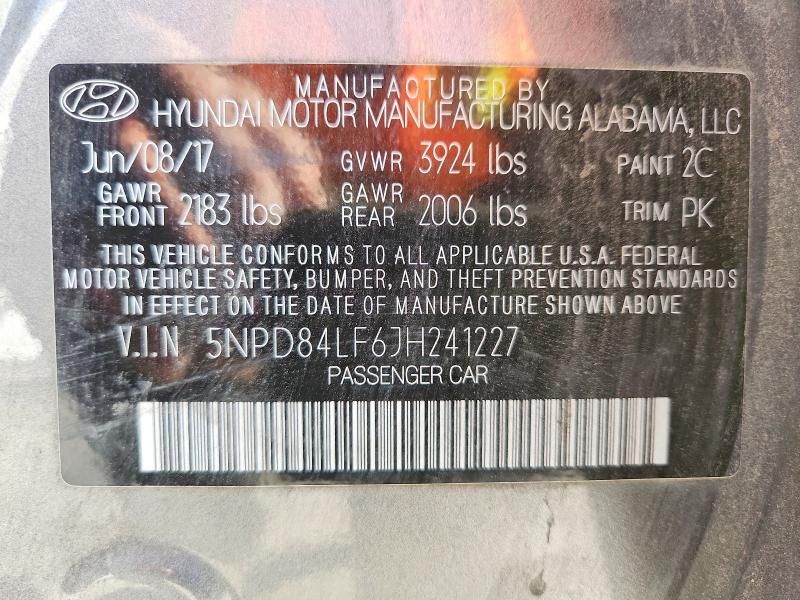 MANUFACTURED BY
HYUNDAI MOTOR MANUFACTURING ALABAMA, LLC
Jun/08/17 GVWR 3924 lbs PAINT 2C
GAWR FRONT 2183 lbs GAWR REAR 2006 lbs TRIM PK
THIS VEHICLE CONFORMS TO ALL APPLICABLE U.S.A. FEDERAL
MOTOR VEHICLE SAFETY, BUMPER, AND THEFT PREVENTION STANDARDS
IN EFFECT ON THE DATE OF MANUFACTURE SHOWN ABOVE
V.I.N 5NPD84LF6JH241227
PASSENGER CAR